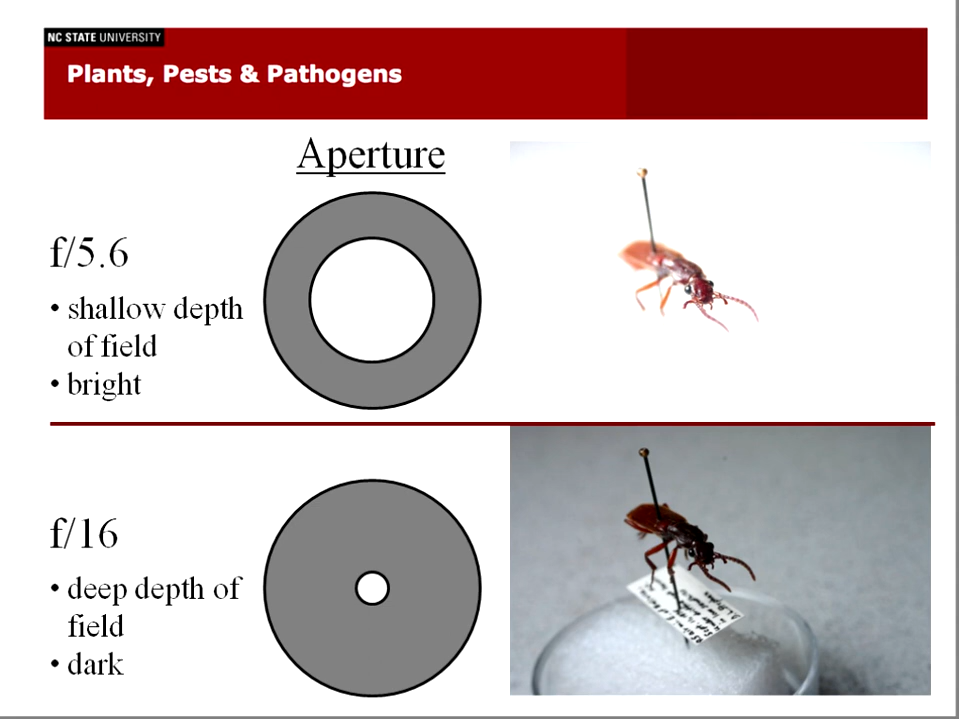 NC STATE UNIVERSITY
Plants, Pests & Pathogens
Aperture
f/5.6
• shallow depth
of field
• bright
f/16
• deep depth of
field
• dark